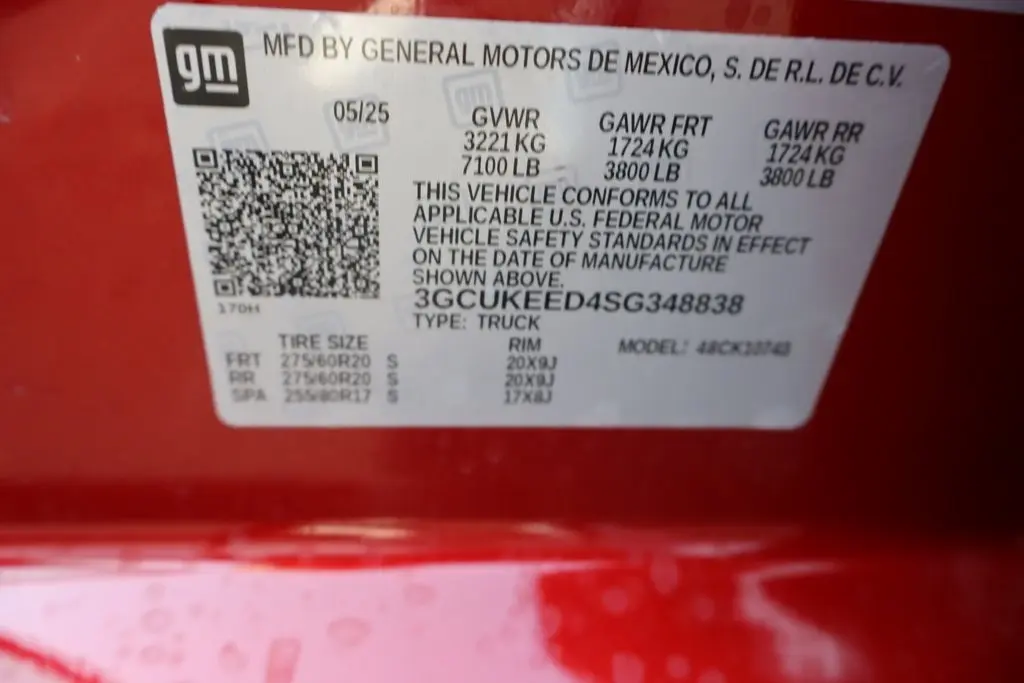 gm
MFD BY GENERAL MOTORS DE MEXICO, S. DE R.L. DE C.V.
05/25 GVWR GAWR FRT GAWR RR
3221 KG 1724 KG 1724 KG
7100 LB 3800 LB 3800 LB
THIS VEHICLE CONFORMS TO ALL
APPLICABLE U.S. FEDERAL MOTOR
VEHICLE SAFETY STANDARDS IN EFFECT
ON THE DATE OF MANUFACTURE
SHOWN ABOVE.
3GCUKEED4SG348838
170H
TYPE: TRUCK
TIRE SIZE RIM MODEL:
FRT 275/60R20 S 20X9J
RR 275/60R20 S 20X9J
SPA 255/80R17 S 17X8J